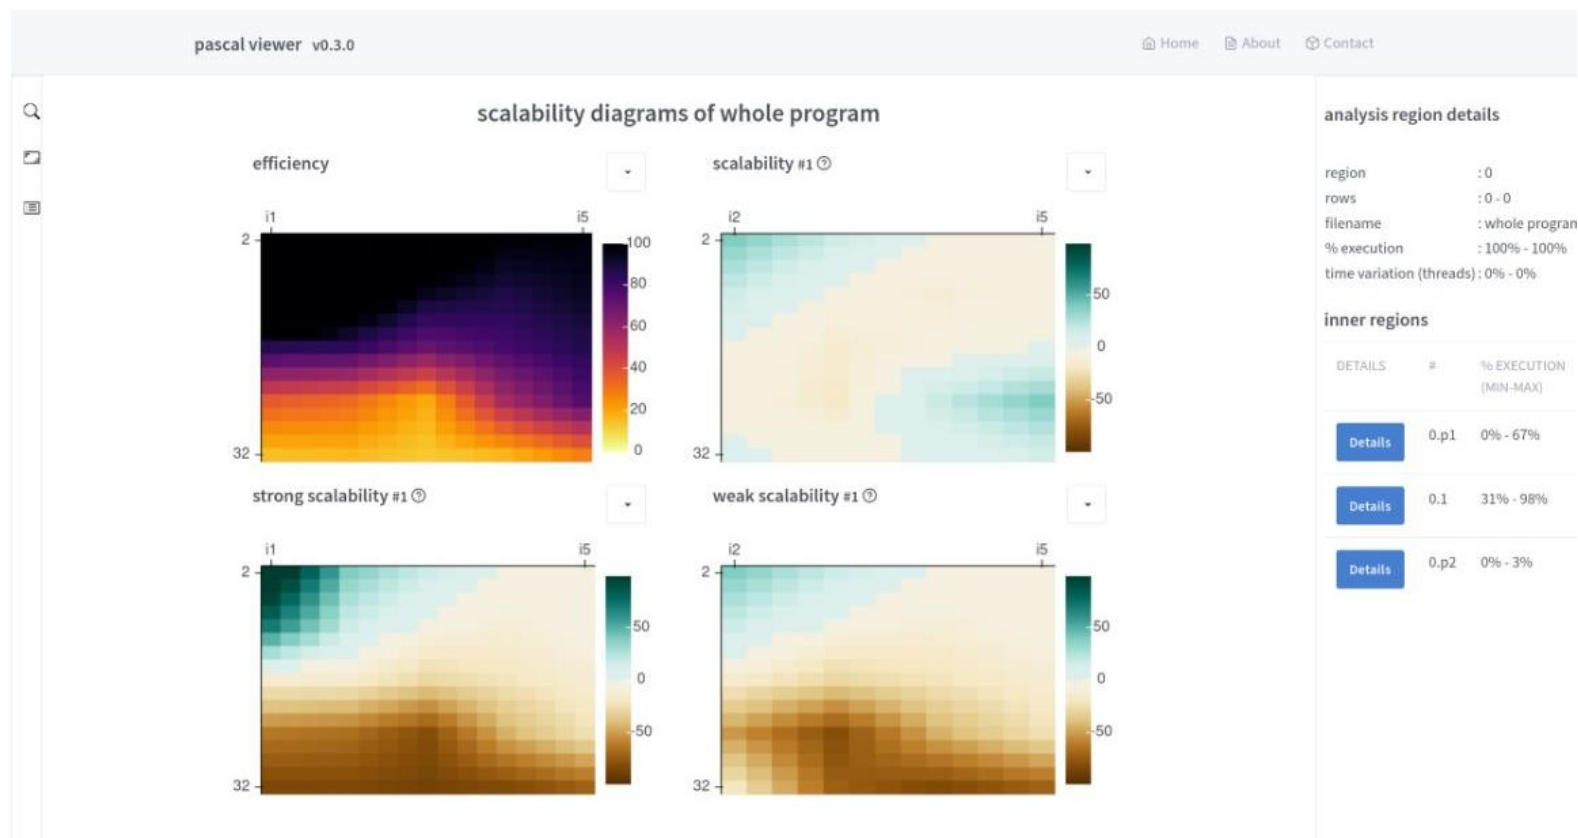 pascal viewer v0.3.0
Home About Contact
scalability diagrams of whole program
efficiency
i1 i5
2
32
100
80
60
40
20
0
scalability #1
i2 i5
2
32
50
0
-50
strong scalability #1
i1 i5
2
32
50
0
-50
weak scalability #1
i2 i5
2
32
50
0
-50
analysis region details
region : 0
rows : 0 - 0
filename : whole program
% execution : 100% - 100%
time variation (threads) : 0% - 0%
inner regions
DETAILS # % EXECUTION
(MIN-MAX)
Details 0.p1 0% - 67%
Details 0.1 31% - 98%
Details 0.p2 0% - 3%